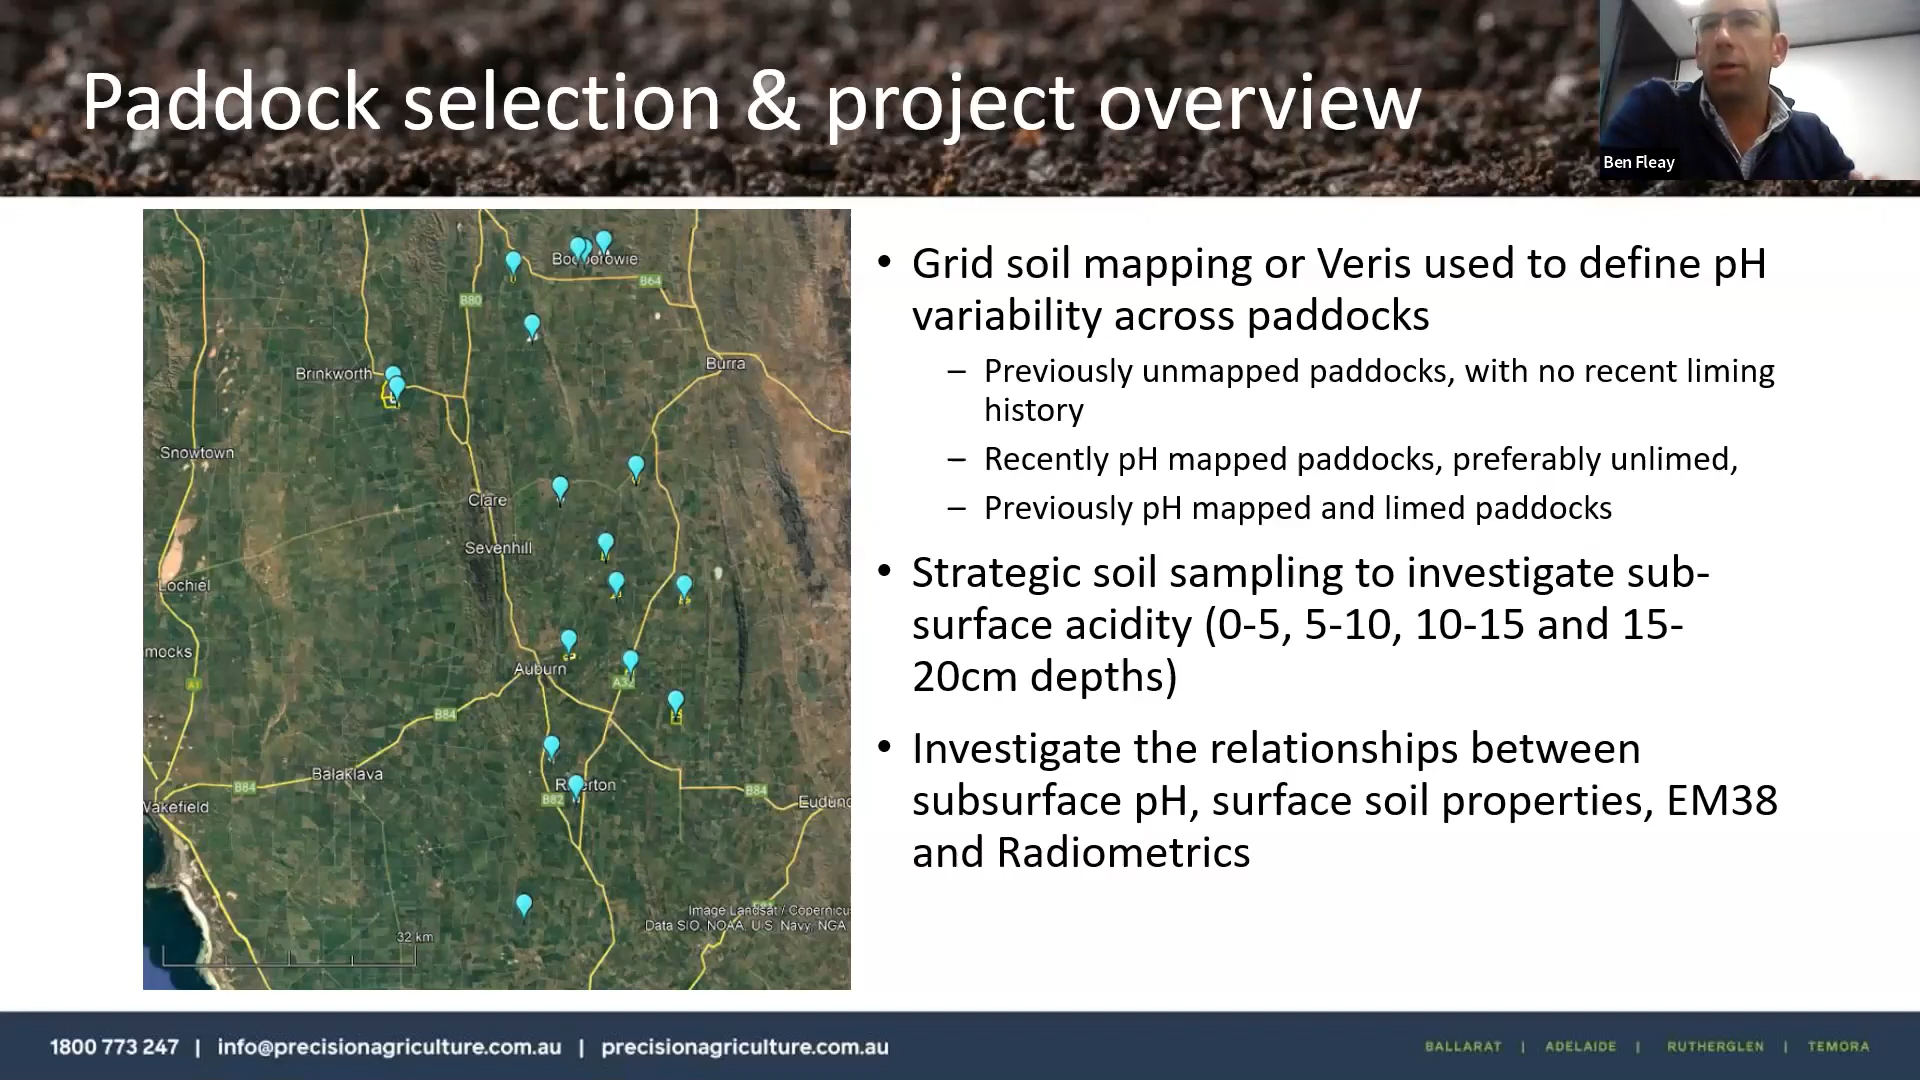 Paddock selection & project overview
Ben Fleay
• Grid soil mapping or Veris used to define pH
variability across paddocks
– Previously unmapped paddocks, with no recent liming
history
– Recently pH mapped paddocks, preferably unlimed,
– Previously pH mapped and limed paddocks
• Strategic soil sampling to investigate sub-
surface acidity (0-5, 5-10, 10-15 and 15-
20cm depths)
• Investigate the relationships between
subsurface pH, surface soil properties, EM38
and Radiometrics
B64
B80
Burra
Brinkworth
Snowtown
Clare
Sevenhill
Lochiel
mocks
A1
Auburn
A32
B84
Balaklava
B84
Wakefield
B82
B84
Eudund
Image Landsat / Copernicu
Data SIO, NOAA, U.S. Navy, NGA
32 km
1800 773 247 | info@precisionagriculture.com.au | precisionagriculture.com.au
BALLARAT | ADELAIDE | RUTHERGLEN | TEMORA